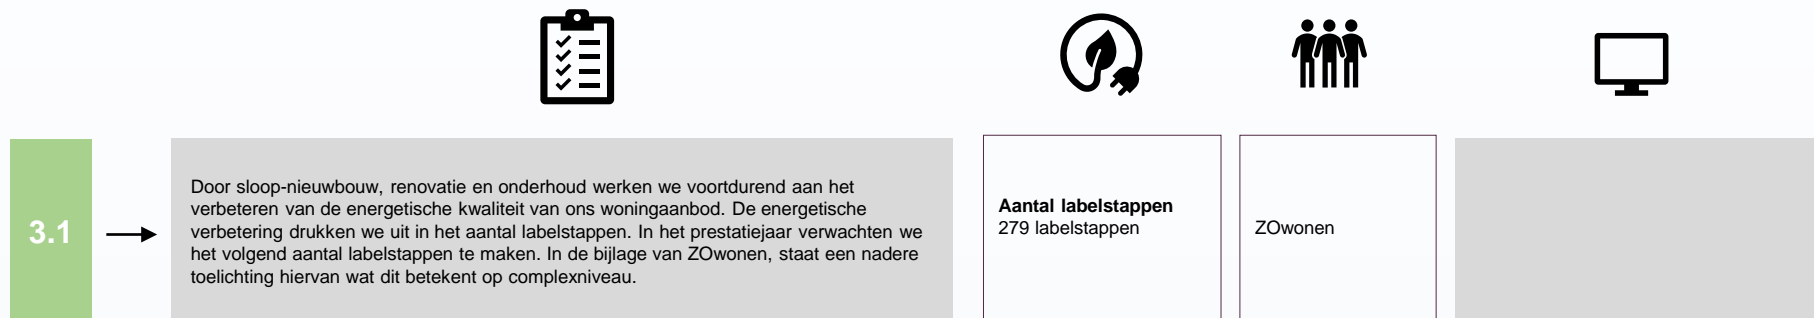 3.1
Door sloop-nieuwbouw, renovatie en onderhoud werken we voortdurend aan het
verbeteren van de energetische kwaliteit van ons woningaanbod. De energetische
verbetering drukken we uit in het aantal labelstappen. In het prestatiejaar verwachten we
het volgend aantal labelstappen te maken. In de bijlage van ZOwonen, staat een nadere
toelichting hiervan wat dit betekent op complexniveau.
Aantal labelstappen
279 labelstappen
ZOwonen